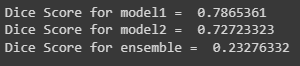 Dice Score for model1 =  0.7865361
Dice Score for model2 =  0.72723323
Dice Score for ensemble =  0.23276332